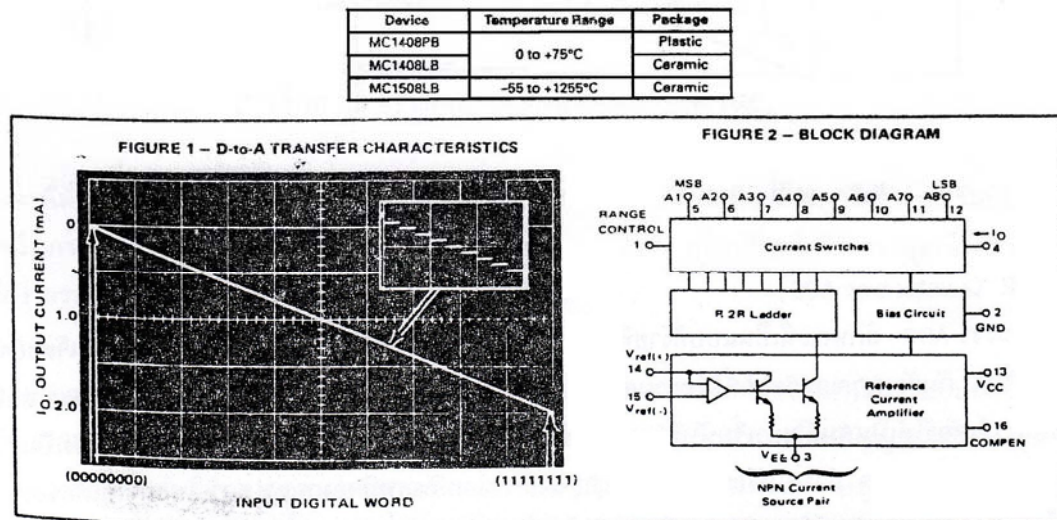 Device Temperature Range Package
MC1408PB 0 to +75°C Plastic
MC1408LB Ceramic
MC1508LB -55 to +1255°C Ceramic
FIGURE 1 – D-to-A TRANSFER CHARACTERISTICS
IO, OUTPUT CURRENT (mA)
0
1.0
2.0
(00000000)
(11111111)
INPUT DIGITAL WORD
FIGURE 2 – BLOCK DIAGRAM
MSB LSB
A1 A2 A3 A4 A5 A6 A7 A8
5 6 7 8 9 10 11 12
RANGE
CONTROL
1
Current Switches
IO
4
R 2R Ladder
Bias Circuit
2
GND
Vref(+)
14
15
Vref(-)
Reference
Current
Amplifier
13
VCC
16
COMPEN
VEE 3
NPN Current
Source Pair